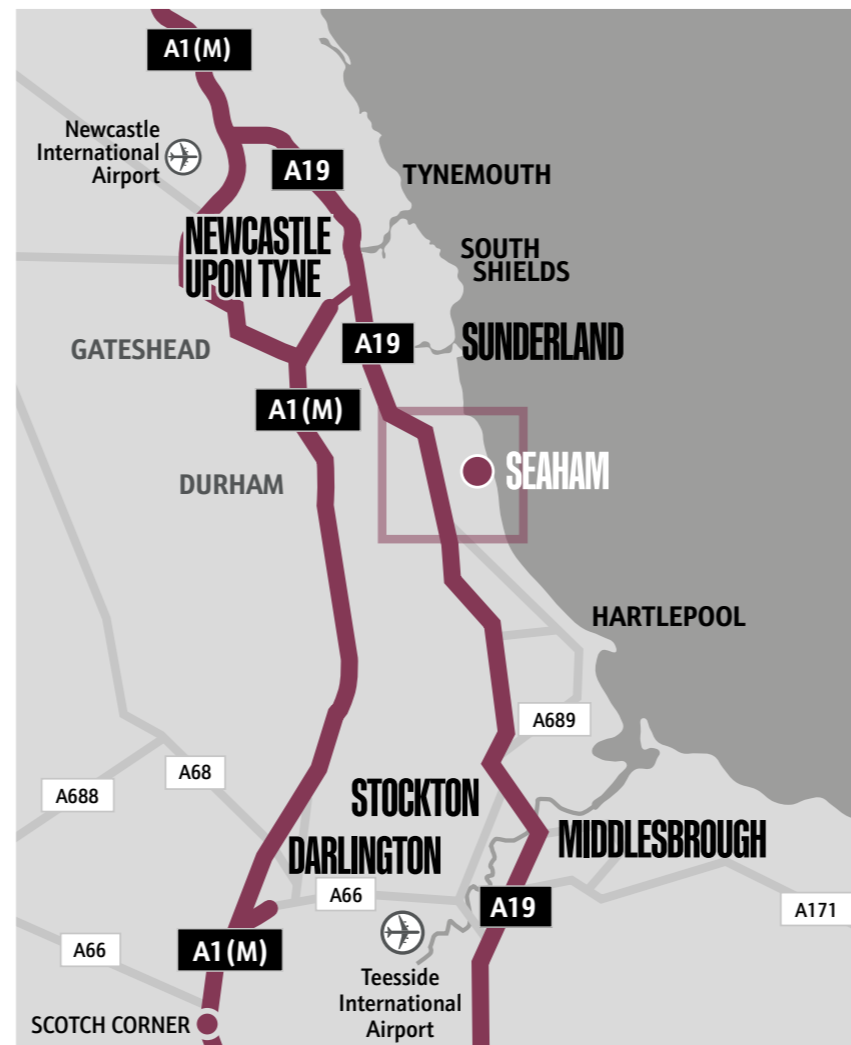 A1(M)
Newcastle
International
Airport
A19
TYNEMOUTH
NEWCASTLE
UPON TYNE
SOUTH
SHIELDS
GATESHEAD
A19
SUNDERLAND
A1(M)
SEAHAM
DURHAM
HARTLEPOOL
A689
A68
A688
STOCKTON
MIDDLESBROUGH
DARLINGTON
A66
A19
A171
A66
A1(M)
Teesside
International
Airport
SCOTCH CORNER